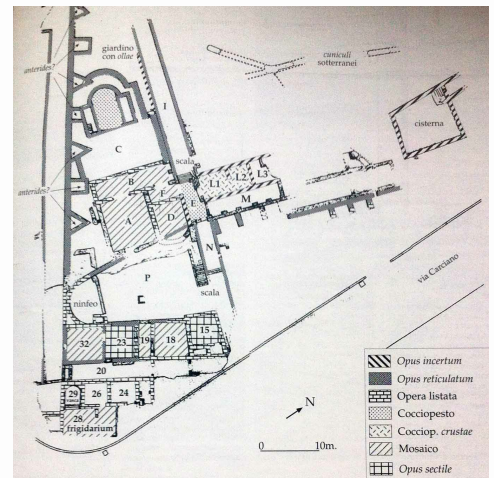 giardino
con ollae
anterides?
cuniculi
sotterranei
cisterna
I
C
scala
L1 L2 L3
B
F
E
M
anterides?
A
D
N
via Carciano
P
ninfeo
scala
32 23 19 18 15
20
29 26 24
28
frigidarium
N
0 10m.
Opus incertum
Opus reticulatum
Opera listata
Cocciopesto
Cocciop. crustae
Mosaico
Opus sectile